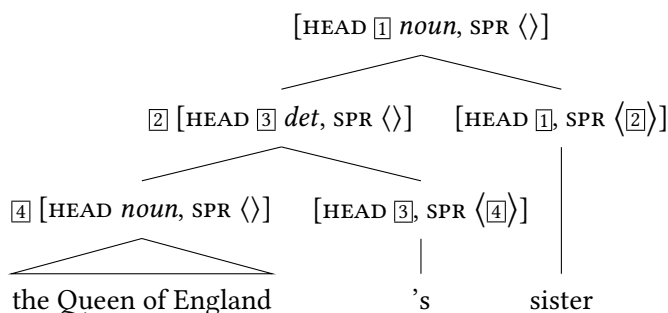 [HEAD 1 noun, SPR ⟨⟩]
2 [HEAD 3 det, SPR ⟨⟩] [HEAD 1, SPR ⟨2⟩]
4 [HEAD noun, SPR ⟨⟩] [HEAD 3, SPR ⟨4⟩]
the Queen of England 's sister